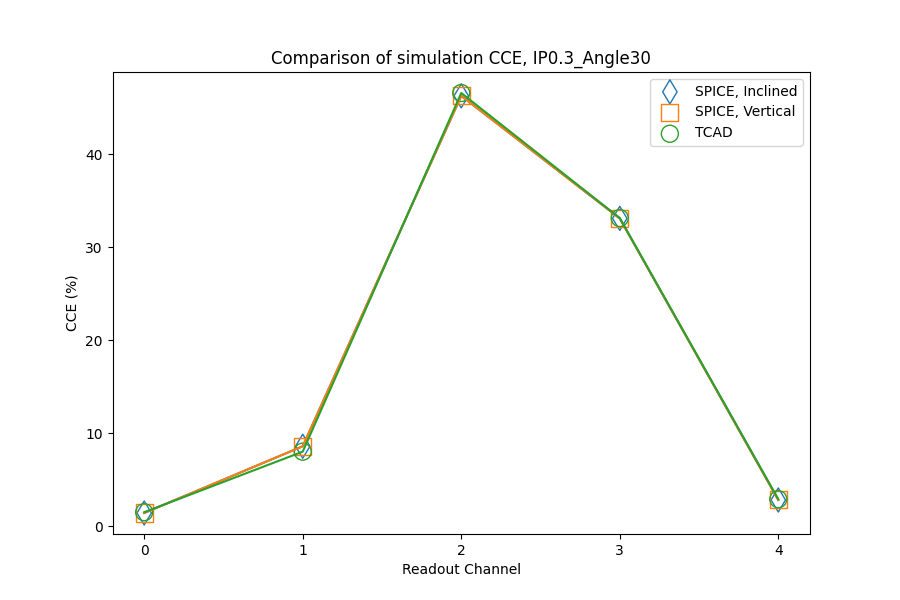 Comparison of simulation CCE, IP0.3_Angle30
SPICE, Inclined
SPICE, Vertical
TCAD
CCE (%)
40
30
20
10
0
0 1 2 3 4
Readout Channel